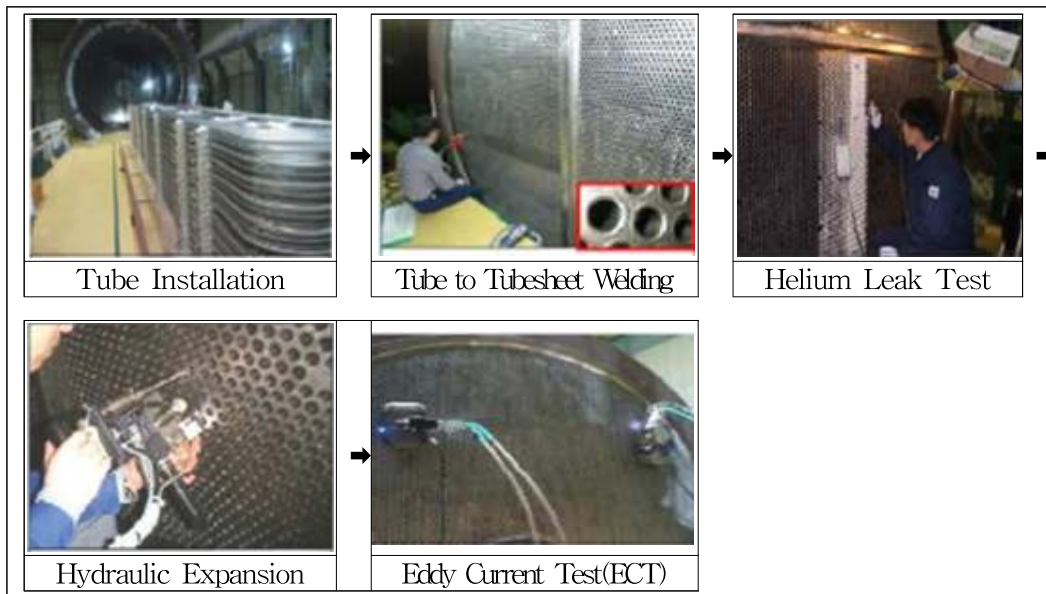 Tube Installation
Tube to Tubesheet Welding
Helium Leak Test
Hydraulic Expansion
Eddy Current Test(ECT)